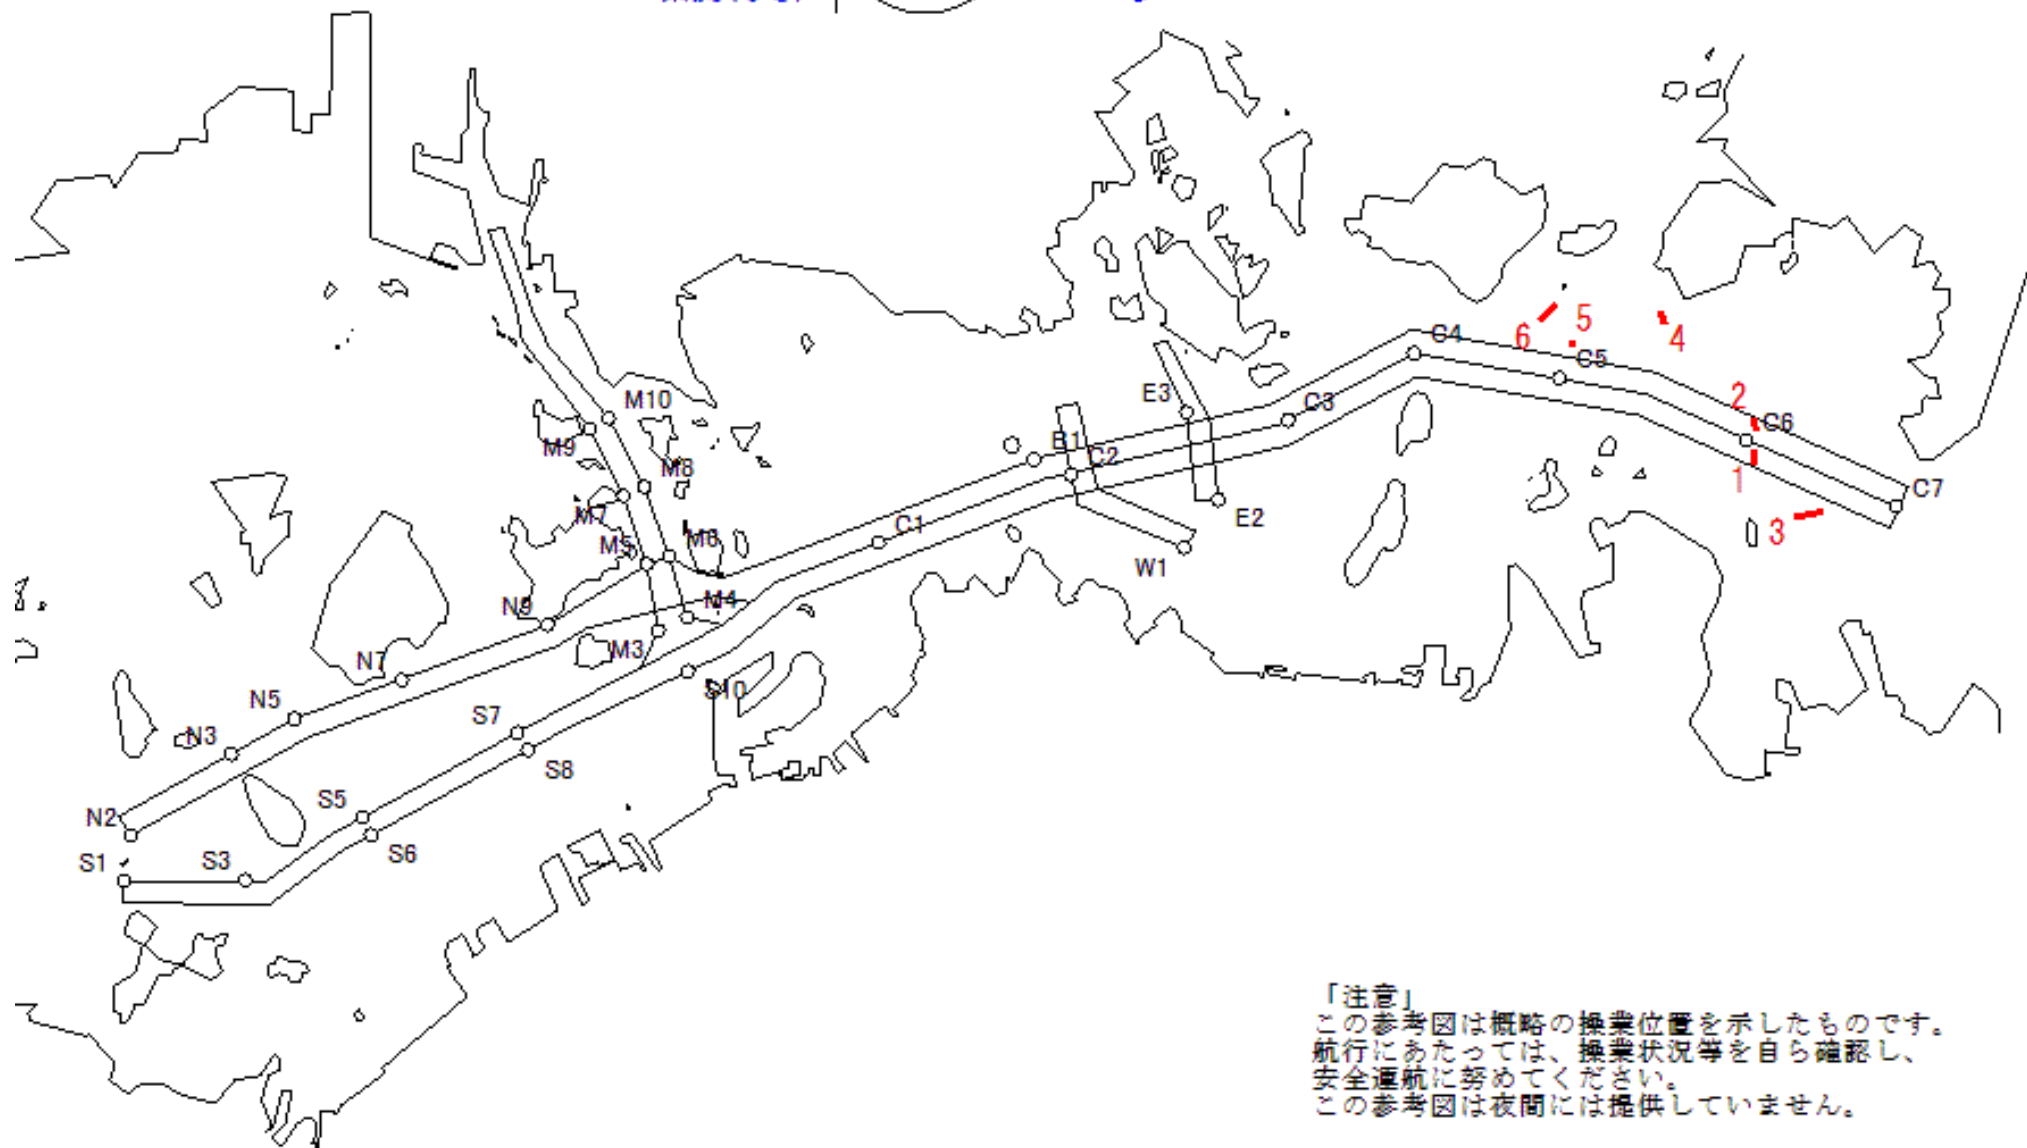 C4
6
5
4
C5
E3
M10
C3
2
C6
M9
B1
C2
M8
1
C7
M7
C1
E2
3
M5
M6
W1
N9
M4
M3
N7
S10
N5
S7
N3
S8
S5
N2
S6
S1
S3
「注意」
この参考図は概略の操業位置を示したものです。
航行にあたっては、操業状況等を自ら確認し、
安全運航に努めてください。
この参考図は夜間には提供していません。